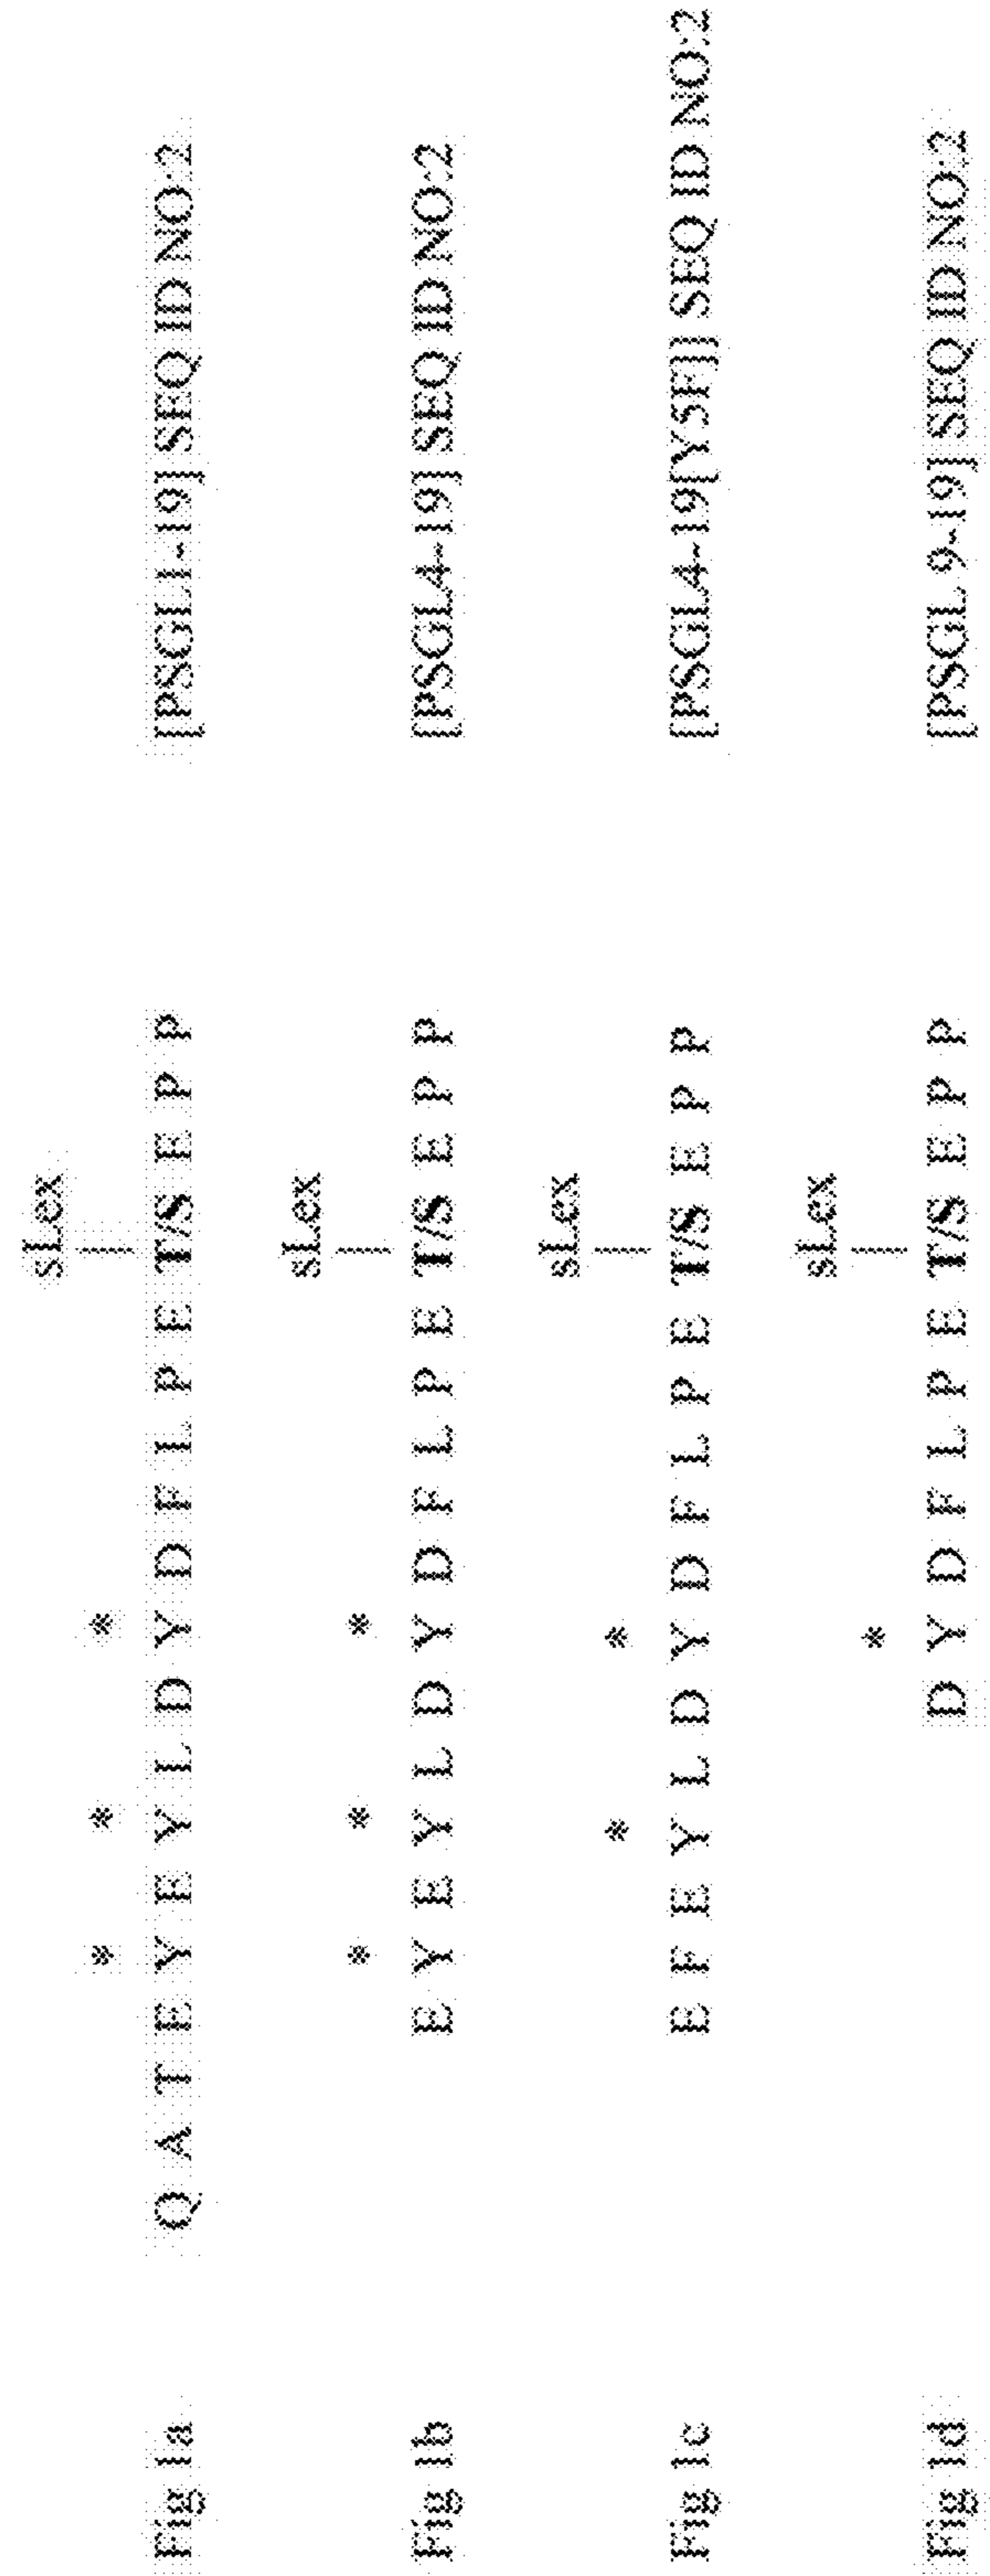 sLex
* * *
Fig 1a Q A T E Y E Y L D Y D F L P E T/S E P P [PSGL1-19] SEQ ID NO:2
sLex
* * *
Fig 1b E Y E Y L D Y D F L P E T/S E P P [PSGL4-19] SEQ ID NO:2
sLex
* *
Fig 1c E F E Y L D Y D F L P E T/S E P P [PSGL4-19[Y5F]] SEQ ID NO:2
sLex
*
Fig 1d D Y D F L P E T/S E P P [PSGL 9-19] SEQ ID NO:2